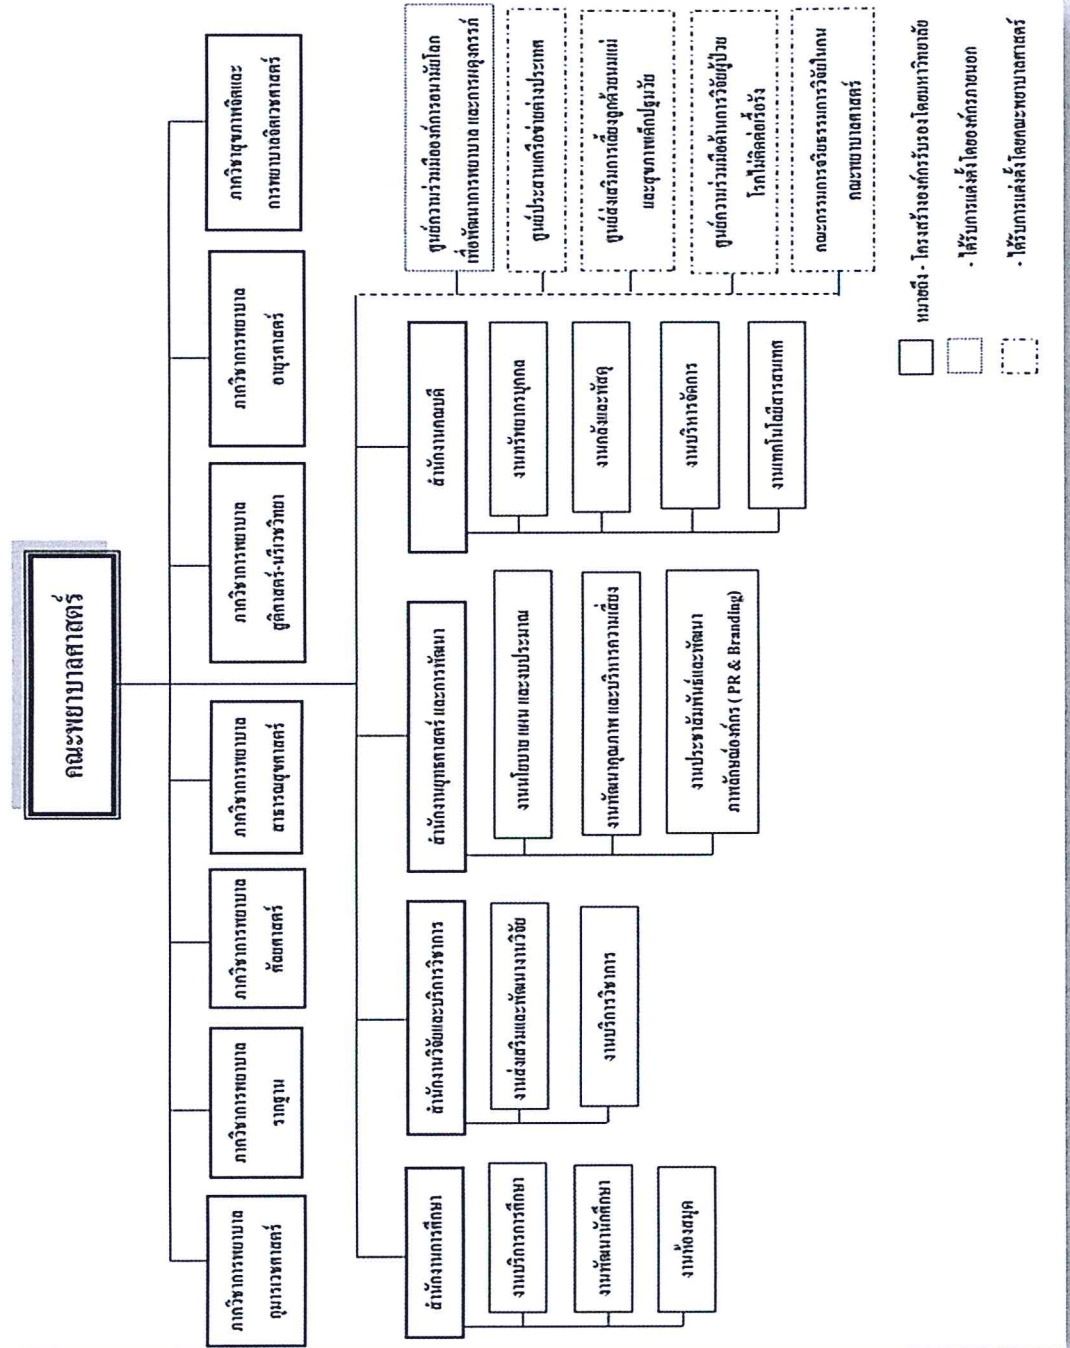 คณะพยาบาลศาสตร์
ภาควิชาการพยาบาล
กุมารเวชศาสตร์
ภาควิชาการพยาบาล
รากฐาน
ภาควิชาการพยาบาล
ศัลยศาสตร์
ภาควิชาการพยาบาล
สาธารณสุขศาสตร์
ภาควิชาการพยาบาล
สูติศาสตร์-นรีเวชวิทยา
ภาควิชาการพยาบาล
อายุรศาสตร์
ภาควิชาสุขภาพจิตและ
การพยาบาลจิตเวชศาสตร์
สำนักงานการศึกษา
งานบริการการศึกษา
งานพัฒนานักศึกษา
งานห้องสมุด
สำนักงานวิจัยและบริการวิชาการ
งานส่งเสริมและพัฒนางานวิจัย
งานบริการวิชาการ
สำนักงานยุทธศาสตร์ และการพัฒนา
งานนโยบาย แผน และงบประมาณ
งานพัฒนาคุณภาพ และบริหารความเสี่ยง
งานประชาสัมพันธ์และพัฒนา
ภาพลักษณ์องค์กร ( PR & Branding)
สำนักงานคณบดี
งานทรัพยากรบุคคล
งานคลังและพัสดุ
งานบริหารจัดการ
งานเทคโนโลยีสารสนเทศ
ศูนย์ความร่วมมือองค์การอนามัยโลก
เพื่อพัฒนาการพยาบาล และการผดุงครรภ์
ศูนย์ประสานเครือข่ายต่างประเทศ
ศูนย์ส่งเสริมการเลี้ยงลูกด้วยนมแม่
และสุขภาพเด็กปฐมวัย
ศูนย์ความร่วมมือด้านการวิจัยผู้ป่วย
โรคไม่ติดต่อเรื้อรัง
คณะกรรมการจริยธรรมการวิจัยในคน
คณะพยาบาลศาสตร์
หมายถึง - โครงสร้างองค์กรรับรองโดยมหาวิทยาลัย
- ได้รับการแต่งตั้งโดยองค์กรภายนอก
- ได้รับการแต่งตั้งโดยคณะพยาบาลศาสตร์